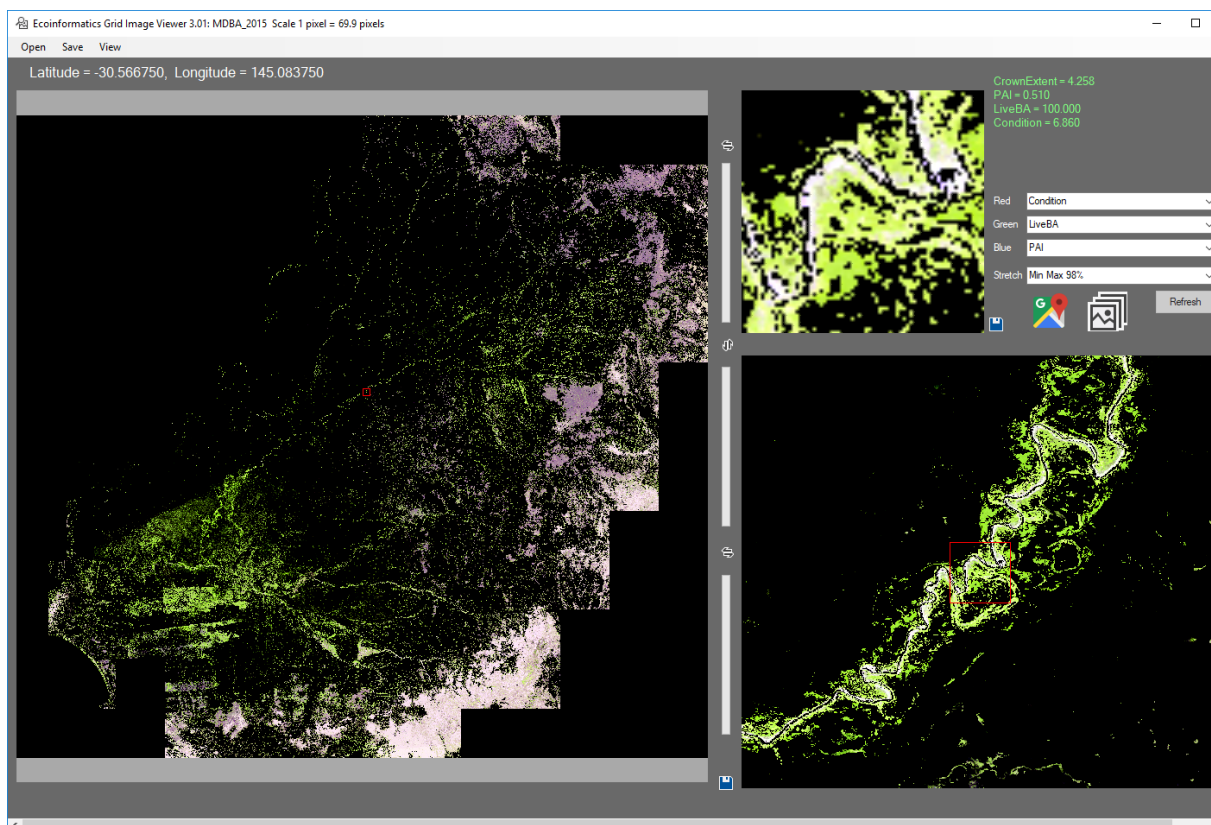 Ecoinformatics Grid Image Viewer 3.01: MDBA_2015 Scale 1 pixel = 69.9 pixels
Open Save View
Latitude = -30.566750, Longitude = 145.083750
CrownExtent = 4.258
PAI = 0.510
LiveBA = 100.000
Condition = 6.860
Red Condition
Green LiveBA
Blue PAI
Stretch Min Max 98%
G
Refresh